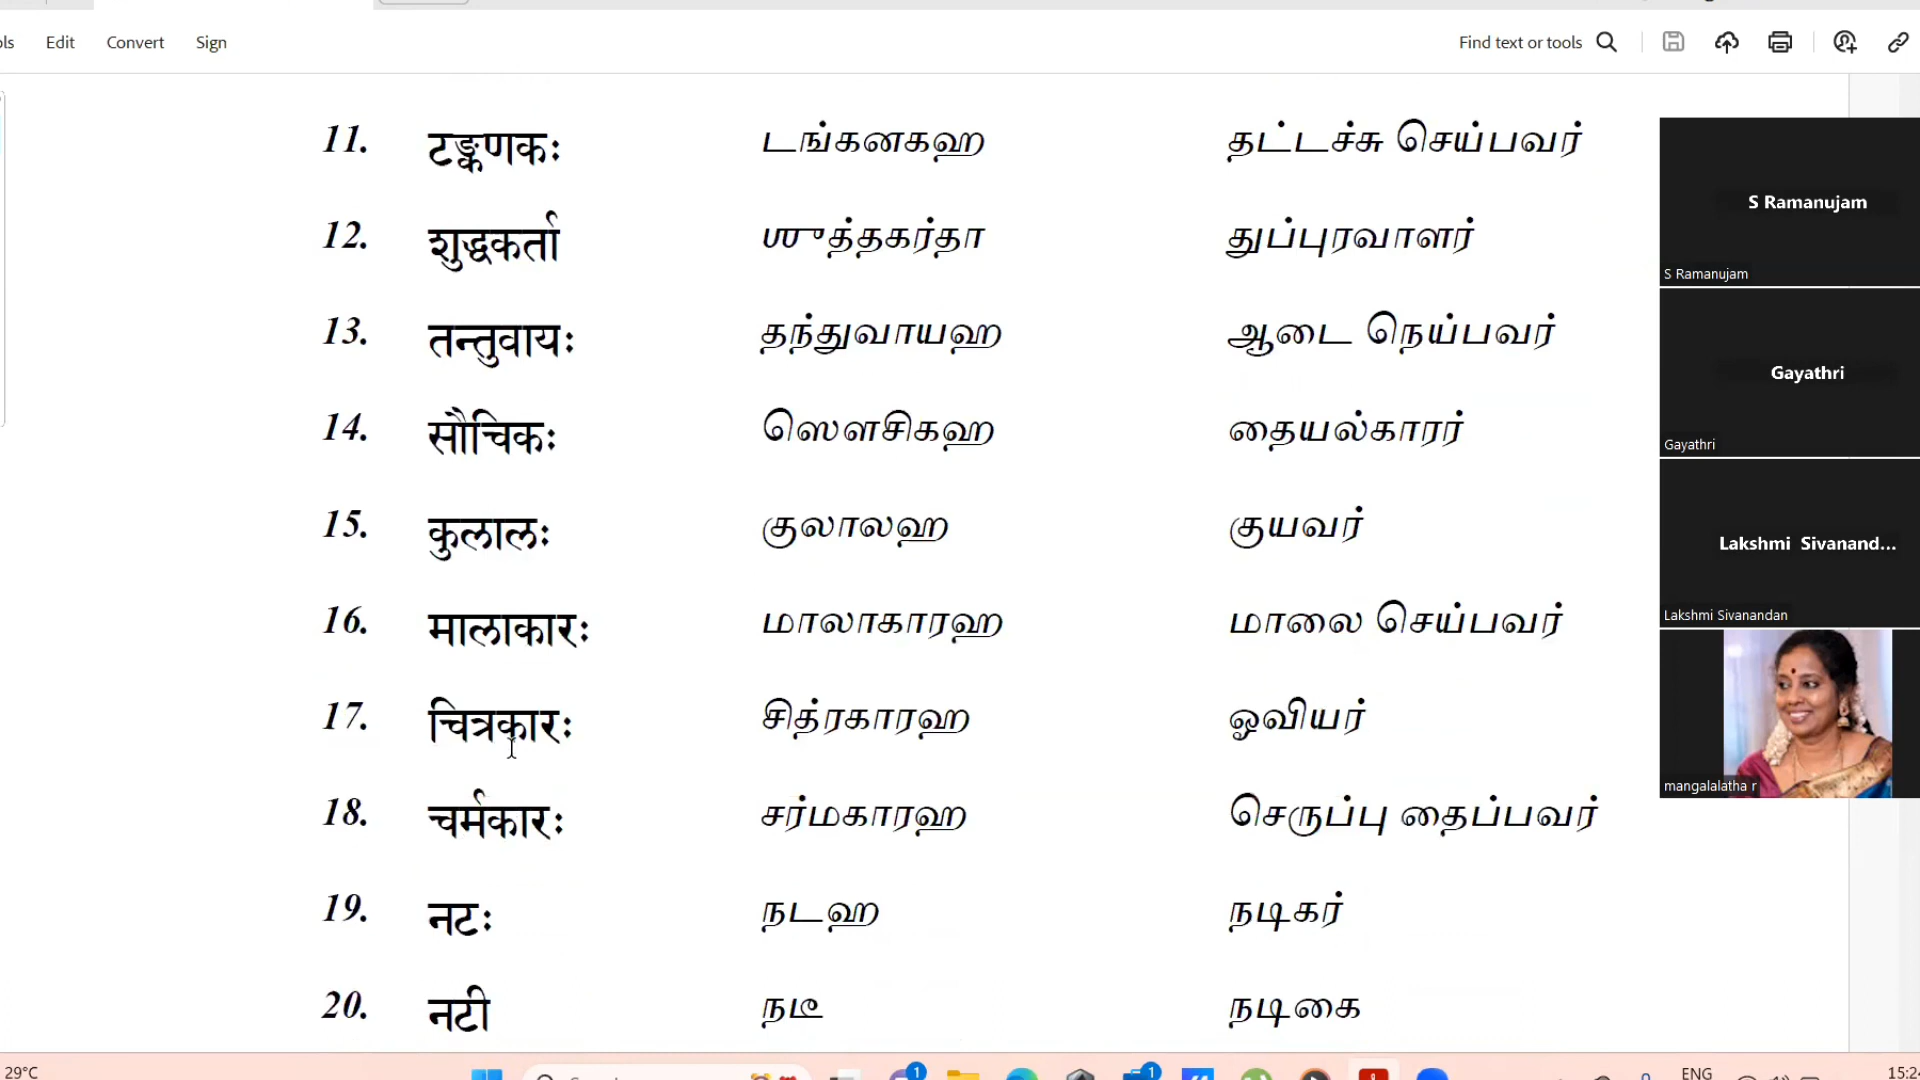 Edit Convert Sign Find text or tools
11. टङ्कणकः டங்கனகஹ தட்டச்சு செய்பவர்
12. शुद्धकर्ता ஶுத்தகர்தா துப்புரவாளர்
13. तन्तुवायः தந்துவாயஹ ஆடை நெய்பவர்
14. सौचिकः ஸௌசிகஹ தையல்காரர்
15. कुलालः குலாலஹ குயவர்
16. मालाकारः மாலாகாரஹ மாலை செய்பவர்
17. चित्रकारः சித்ரகாரஹ ஓவியர்
18. चर्मकारः சர்மகாரஹ செருப்பு தைப்பவர்
19. नटः நடஹ நடிகர்
20. नटी நடீ நடிகை
S Ramanujam
S Ramanujam
Gayathri
Gayathri
Lakshmi Sivanand...
Lakshmi Sivanandan
mangalalatha r
29°C 1 1 ENG